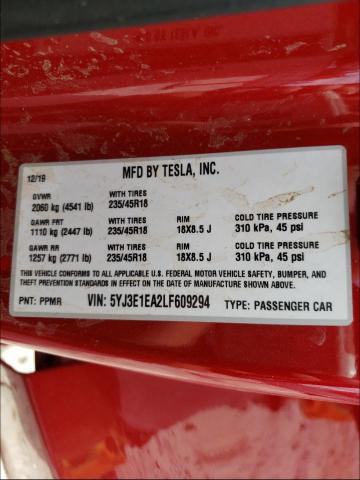 MFD BY TESLA, INC.
12/19
GVWR WITH TIRES
2060 kg (4541 lb) 235/45R18
GAWR FRT WITH TIRES RIM COLD TIRE PRESSURE
1110 kg (2447 lb) 235/45R18 18X8.5 J 310 kPa, 45 psi
GAWR RR WITH TIRES RIM COLD TIRE PRESSURE
1257 kg (2771 lb) 235/45R18 18X8.5 J 310 kPa, 45 psi
THIS VEHICLE CONFORMS TO ALL APPLICABLE U.S. FEDERAL MOTOR VEHICLE SAFETY, BUMPER, AND
THEFT PREVENTION STANDARDS IN EFFECT ON THE DATE OF MANUFACTURE SHOWN ABOVE.
PNT: PPMR VIN: 5YJ3E1EA2LF609294 TYPE: PASSENGER CAR